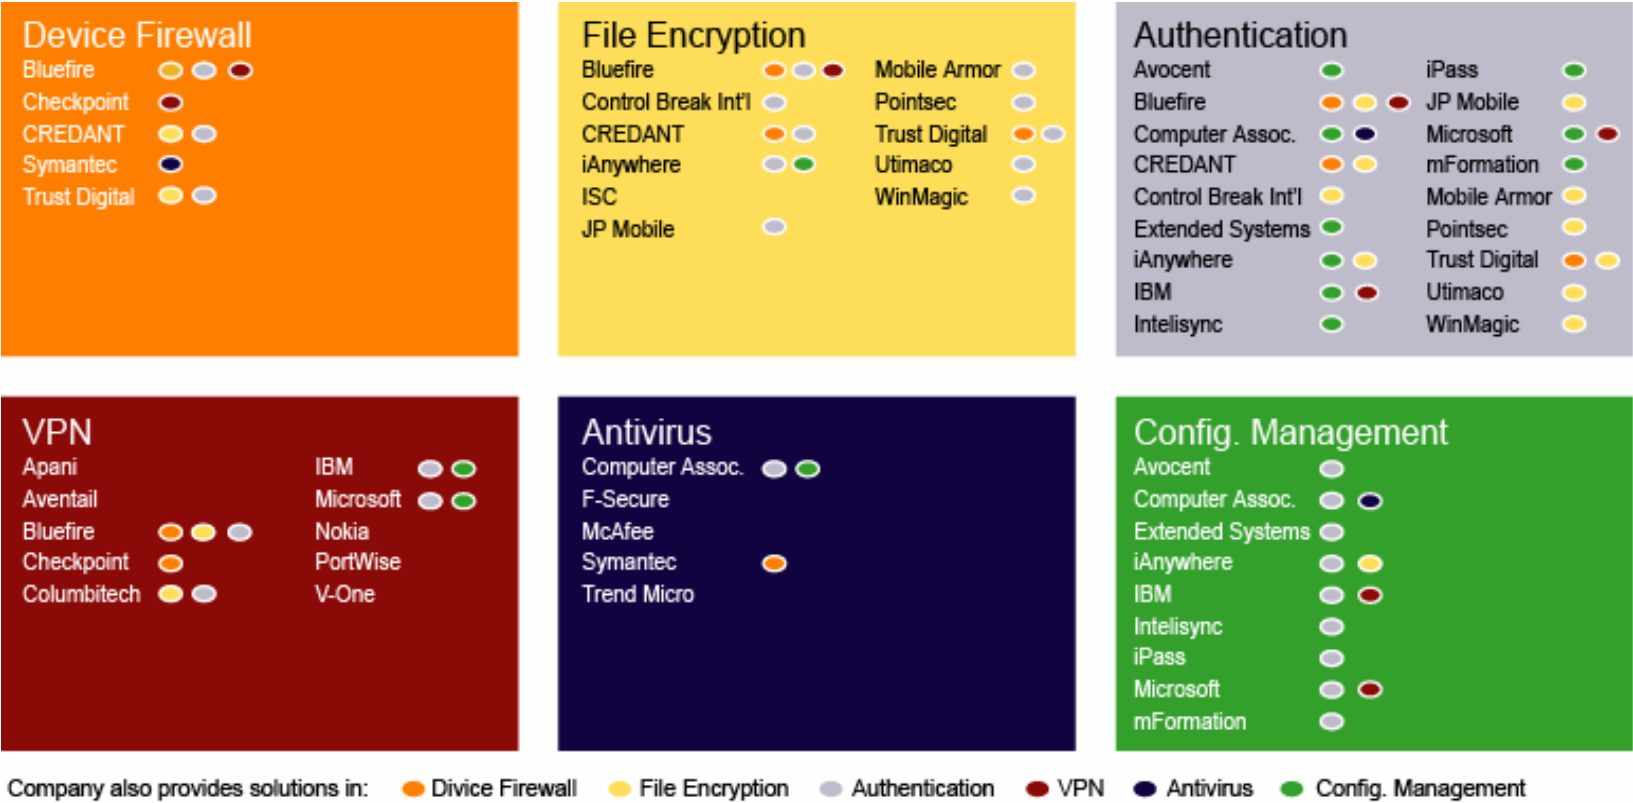 Device Firewall
Bluefire
Checkpoint
CREDANT
Symantec
Trust Digital
File Encryption
Bluefire
Control Break Int'l
CREDANT
iAnywhere
ISC
JP Mobile
Mobile Armor
Pointsec
Trust Digital
Utimaco
WinMagic
Authentication
Avocent
Bluefire
Computer Assoc.
CREDANT
Control Break Int'l
Extended Systems
iAnywhere
IBM
Intelisync
iPass
JP Mobile
Microsoft
mFormation
Mobile Armor
Pointsec
Trust Digital
Utimaco
WinMagic
VPN
Apani
Aventail
Bluefire
Checkpoint
Columbitech
IBM
Microsoft
Nokia
PortWise
V-One
Antivirus
Computer Assoc.
F-Secure
McAfee
Symantec
Trend Micro
Config. Management
Avocent
Computer Assoc.
Extended Systems
iAnywhere
IBM
Intelisync
iPass
Microsoft
mFormation
Company also provides solutions in: Divice Firewall File Encryption Authentication VPN Antivirus Config. Management